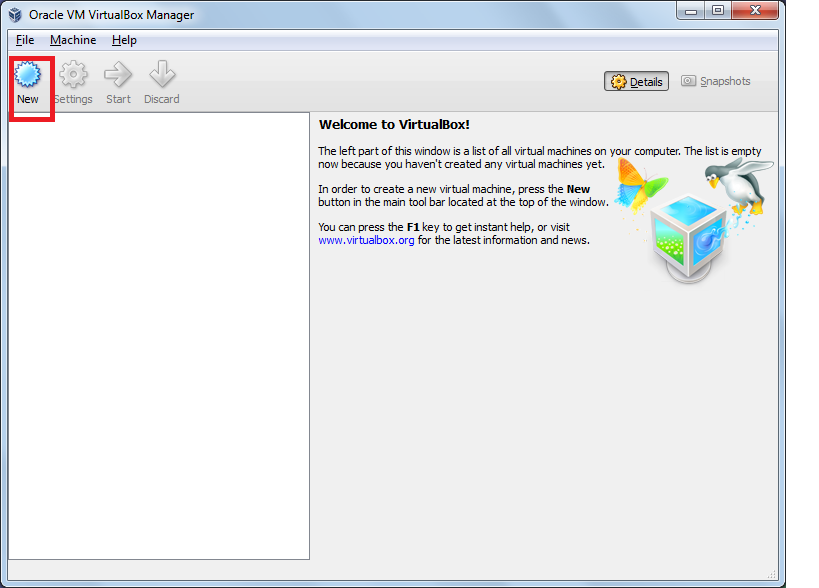 Oracle VM VirtualBox Manager
File Machine Help
New Settings Start Discard
Details Snapshots
Welcome to VirtualBox!
The left part of this window is a list of all virtual machines on your computer. The list is empty
now because you haven't created any virtual machines yet.
In order to create a new virtual machine, press the New
button in the main tool bar located at the top of the window.
You can press the F1 key to get instant help, or visit
www.virtualbox.org for the latest information and news.